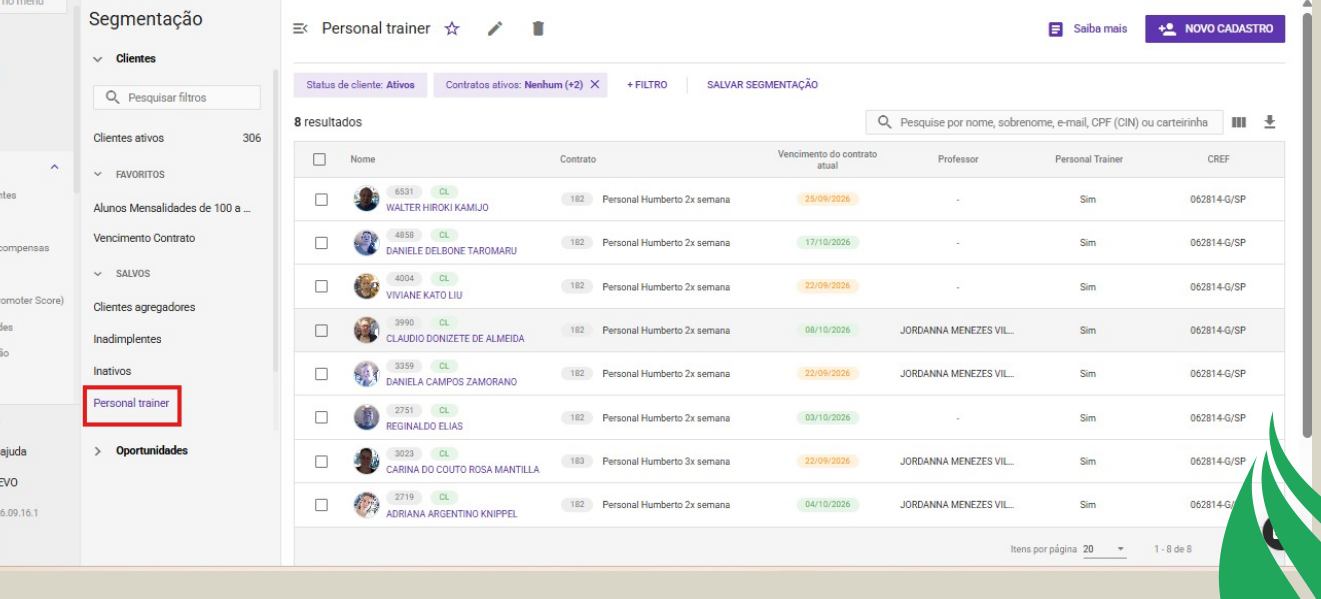 no menu
ntes
compensas
omoter Score)
des
ão
ajuda
EVO
6.09.16.1
Segmentação
Clientes
Pesquisar filtros
Clientes ativos 306
FAVORITOS
Alunos Mensalidades de 100 a ...
Vencimento Contrato
SALVOS
Clientes agregadores
Inadimplentes
Inativos
Personal trainer
Oportunidades
Personal trainer Saiba mais NOVO CADASTRO
Status de cliente: Ativos Contratos ativos: Nenhum (+2) X + FILTRO SALVAR SEGMENTAÇÃO
8 resultados Pesquise por nome, sobrenome, e-mail, CPF (CIN) ou carteirinha
Nome Contrato Vencimento do contrato atual Professor Personal Trainer CREF
6531 CL
WALTER HIROKI KAMIJO 182 Personal Humberto 2x semana 25/09/2026 - Sim 062814-G/SP
4858 CL
DANIELE DELBONE TAROMARU 182 Personal Humberto 2x semana 17/10/2026 - Sim 062814-G/SP
4004 CL
VIVIANE KATO LIU 182 Personal Humberto 2x semana 22/09/2026 - Sim 062814-G/SP
3990 CL
CLAUDIO DONIZETE DE ALMEIDA 182 Personal Humberto 2x semana 08/10/2026 JORDANNA MENEZES VIL... Sim 062814-G/SP
3359 CL
DANIELA CAMPOS ZAMORANO 182 Personal Humberto 2x semana 22/09/2026 JORDANNA MENEZES VIL... Sim 062814-G/SP
2751 CL
REGINALDO ELIAS 182 Personal Humberto 2x semana 03/10/2026 - Sim 062814-G/SP
3023 CL
CARINA DO COUTO ROSA MANTILLA 183 Personal Humberto 3x semana 22/09/2026 JORDANNA MENEZES VIL... Sim 062814-G/SP
2719 CL
ADRIANA ARGENTINO KNIPPEL 182 Personal Humberto 2x semana 04/10/2026 JORDANNA MENEZES VIL... Sim 062814-G/
Itens por página 20 1 - 8 de 8